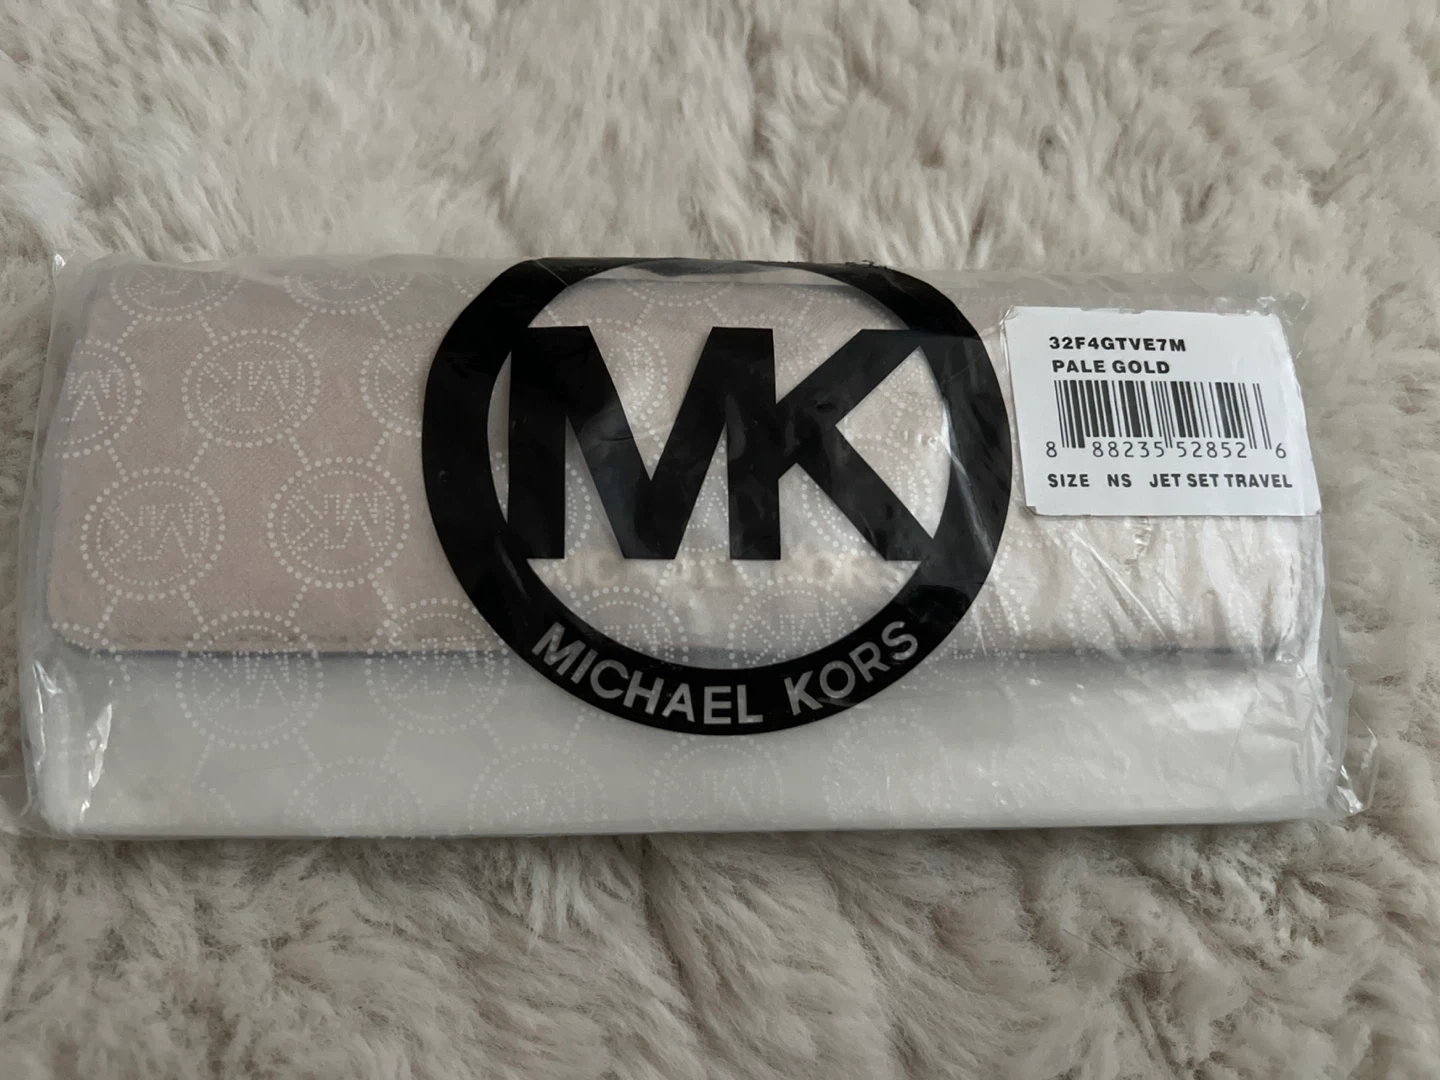 MK
MICHAEL KORS
32F4GTVE7M
PALE GOLD
8 88235 52852 6
SIZE NS JET SET TRAVEL